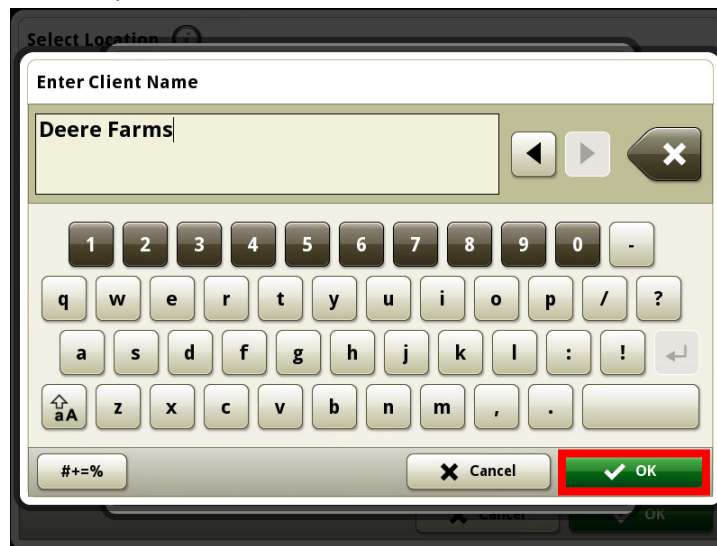 Select Location
Enter Client Name
Deere Farms
1 2 3 4 5 6 7 8 9 0 -
q w e r t y u i o p / ?
a s d f g h j k l : !
aA z x c v b n m , .
#+=% Cancel OK
Cancel OK